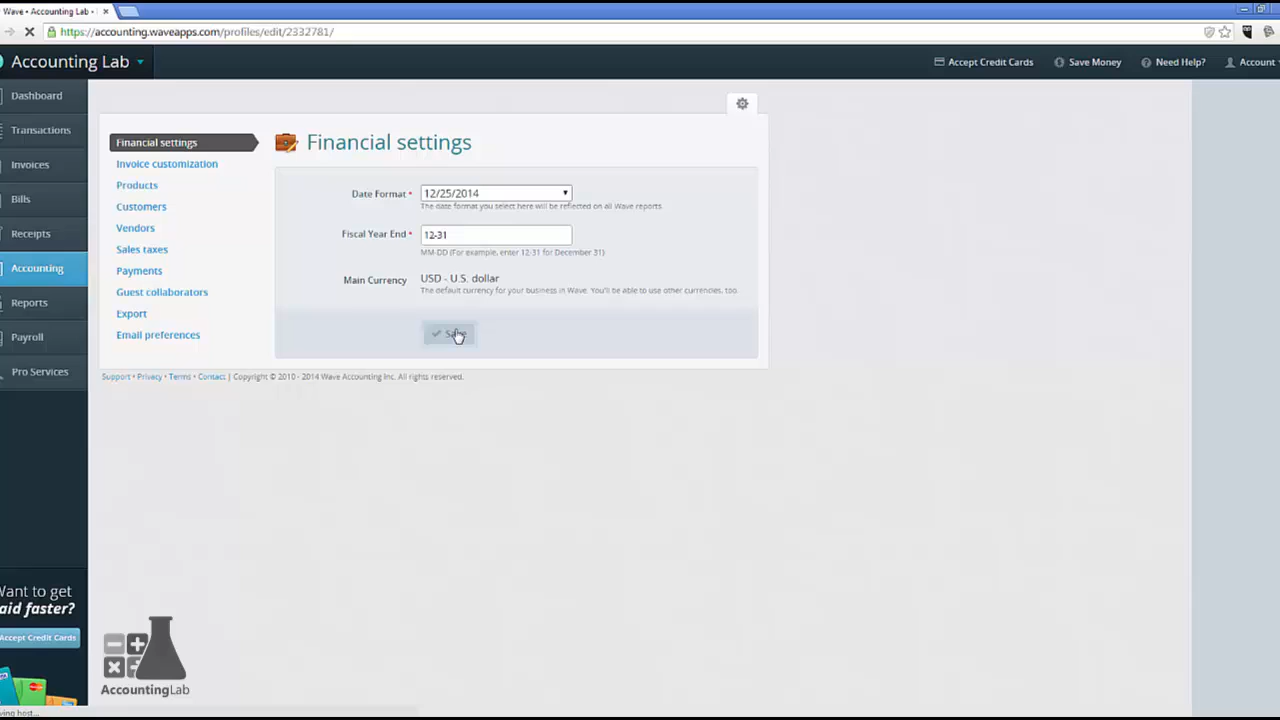 Wave • Accounting Lab •
https://accounting.waveapps.com/profiles/edit/2332781/
Accounting Lab
Accept Credit Cards
Save Money
Need Help?
Account
Dashboard
Transactions
Invoices
Bills
Receipts
Accounting
Reports
Payroll
Pro Services
Financial settings
Invoice customization
Products
Customers
Vendors
Sales taxes
Payments
Guest collaborators
Export
Email preferences
Financial settings
Date Format • 12/25/2014
The date format you select here will be reflected on all Wave reports
Fiscal Year End • 12-31
MM-DD (For example, enter 12-31 for December 31)
Main Currency USD - U.S. dollar
The default currency for your business in Wave. You'll be able to use other currencies, too.
Support • Privacy • Terms • Contact | Copyright © 2010 - 2014 Wave Accounting Inc. All rights reserved.
Want to get
aid faster?
Accept Credit Cards
AccountingLab
ving host...